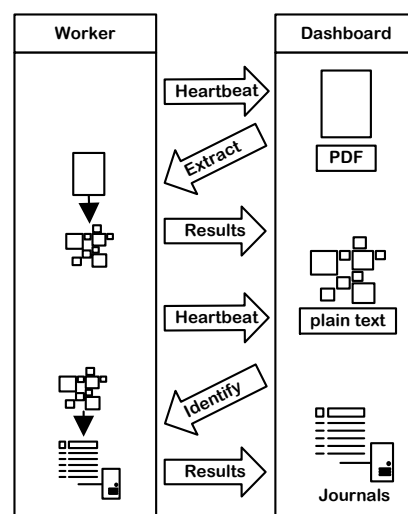 Worker
Dashboard
Heartbeat
PDF
Extract
Results
Heartbeat
plain text
Identify
Results
Journals